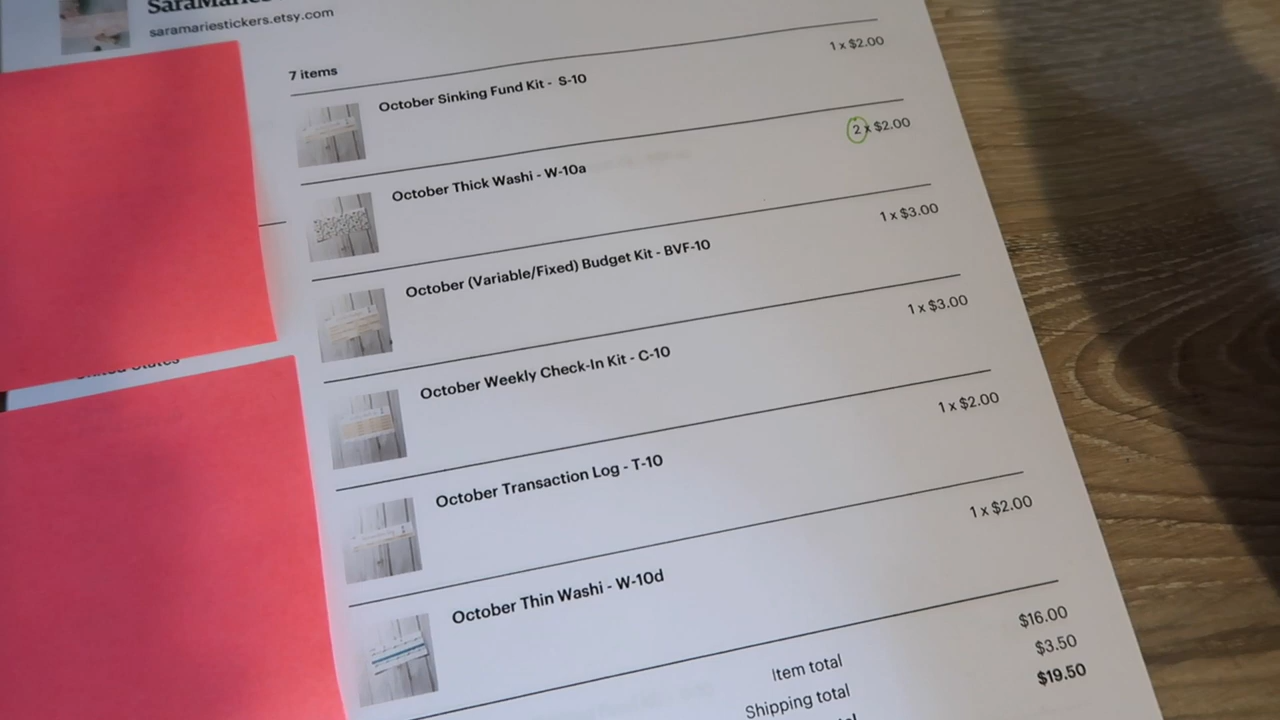 saramariestickers.etsy.com
7 items
October Sinking Fund Kit - S-10
1 x $2.00
October Thick Washi - W-10a
2 x $2.00
October (Variable/Fixed) Budget Kit - BVF-10
1 x $3.00
October Weekly Check-In Kit - C-10
1 x $3.00
October Transaction Log - T-10
1 x $2.00
October Thin Washi - W-10d
1 x $2.00
Item total
$16.00
Shipping total
$3.50
$19.50